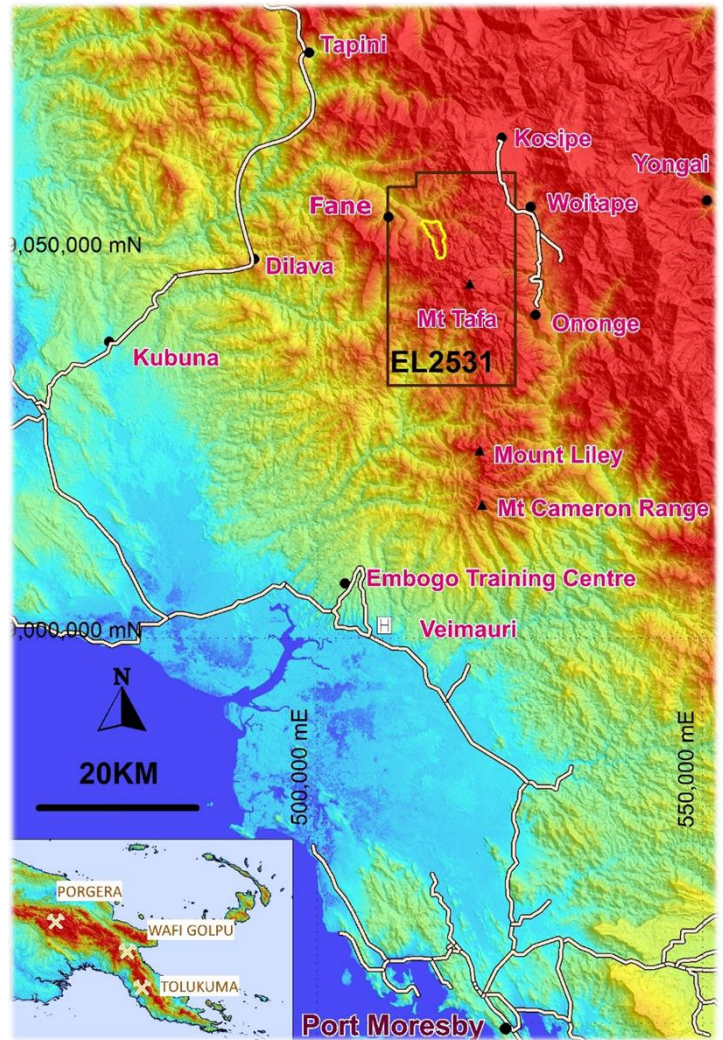 Tapini
Kosipe
Yongai
Woitape
Fane
9,050,000 mN
Dilava
Mt Tafa
Ononge
Kubuna
EL2531
Mount Liley
Mt Cameron Range
Embogo Training Centre
9,000,000 mN
H
Veimauri
N
20KM
500,000 mE
550,000 mE
PORGERA
WAFI GOLPU
TOLUKUMA
Port Moresby